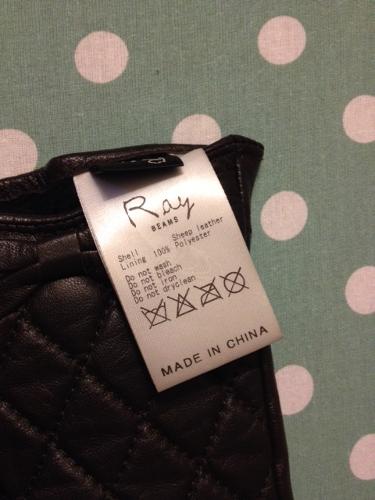 Ray
BEAMS
Shell Sheep leather
Lining 100% Polyester
Do not wash
Do not bleach
Do not iron
Do not dryclean
MADE IN CHINA